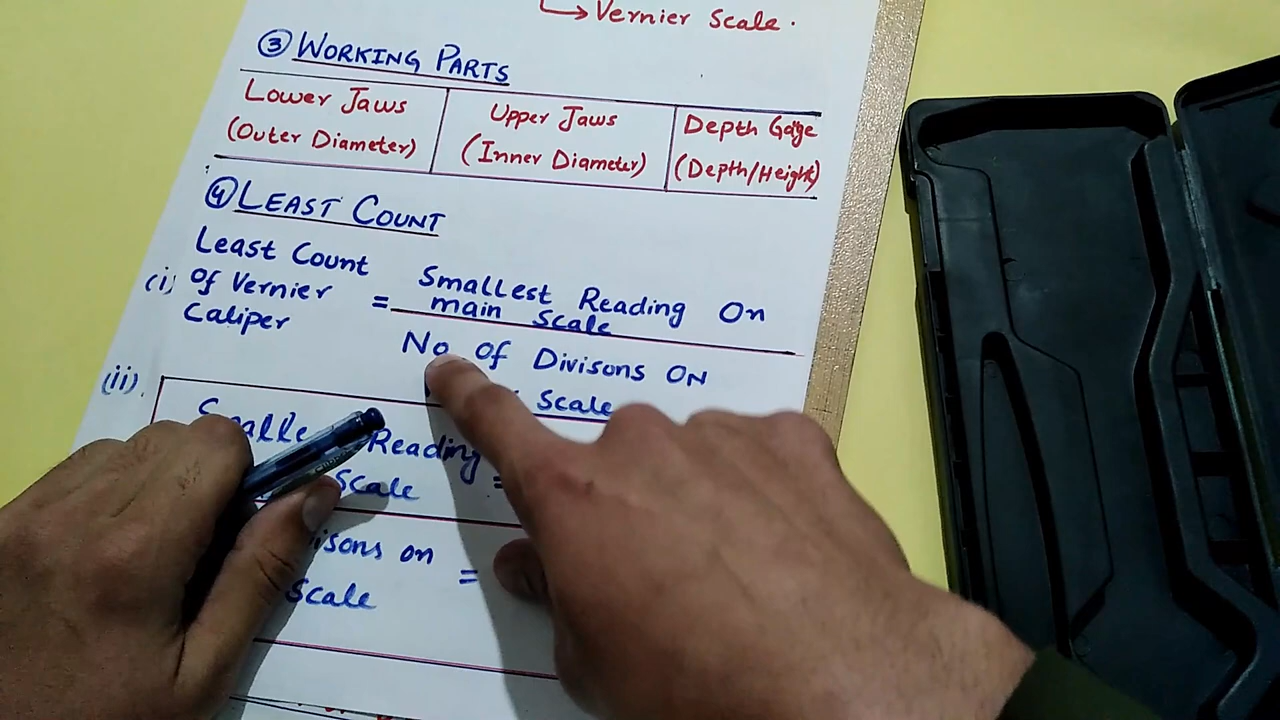 → Vernier Scale.
③ WORKING PARTS
Lower Jaws
(Outer Diameter)
Upper Jaws
(Inner Diameter)
Depth Gage
(Depth/Height)
④ LEAST COUNT
(i) Least Count
of Vernier
Caliper
= Smallest Reading On
main scale
No. of Divisons ON
Scale
(ii).
Reading
Scale =
on
Scale =